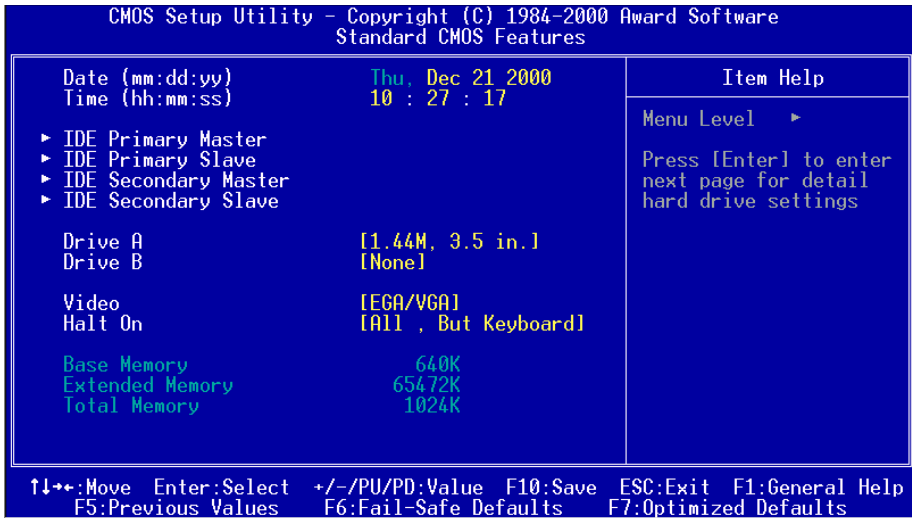 CMOS Setup Utility – Copyright (C) 1984–2000 Award Software
Standard CMOS Features
Date (mm:dd:yy) Thu, Dec 21 2000
Time (hh:mm:ss) 10 : 27 : 17
► IDE Primary Master
► IDE Primary Slave
► IDE Secondary Master
► IDE Secondary Slave
Drive A [1.44M, 3.5 in.]
Drive B [None]
Video [EGA/VGA]
Halt On [All , But Keyboard]
Base Memory 640K
Extended Memory 65472K
Total Memory 1024K
Item Help
Menu Level ►
Press [Enter] to enter
next page for detail
hard drive settings
↑↓→←:Move Enter:Select +/-/PU/PD:Value F10:Save ESC:Exit F1:General Help
F5:Previous Values F6:Fail-Safe Defaults F7:Optimized Defaults